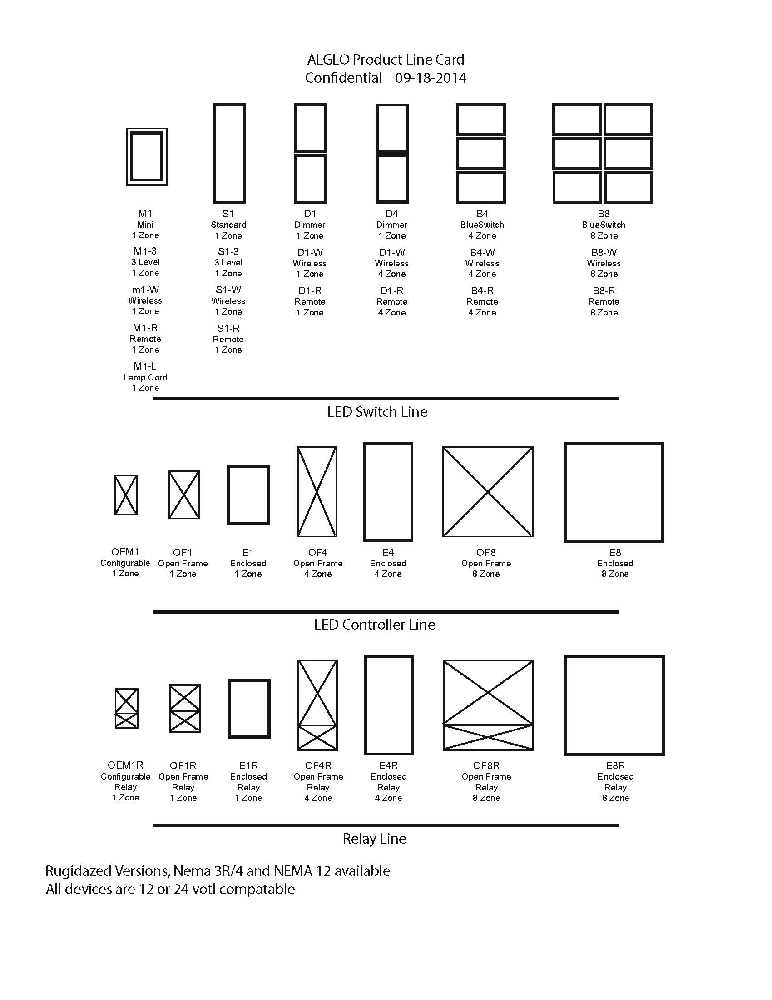 ALGLO Product Line Card
Confidential 09-18-2014
M1
Mini
1 Zone
M1-3
3 Level
1 Zone
m1-W
Wireless
1 Zone
M1-R
Remote
1 Zone
M1-L
Lamp Cord
1 Zone
S1
Standard
1 Zone
S1-3
3 Level
1 Zone
S1-W
Wireless
1 Zone
S1-R
Remote
1 Zone
D1
Dimmer
1 Zone
D1-W
Wireless
1 Zone
D1-R
Remote
1 Zone
D4
Dimmer
1 Zone
D1-W
Wireless
4 Zone
D1-R
Remote
4 Zone
B4
BlueSwitch
4 Zone
B4-W
Wireless
4 Zone
B4-R
Remote
4 Zone
B8
BlueSwitch
8 Zone
B8-W
Wireless
8 Zone
B8-R
Remote
8 Zone
LED Switch Line
OEM1
Configurable
1 Zone
OF1
Open Frame
1 Zone
E1
Enclosed
1 Zone
OF4
Open Frame
4 Zone
E4
Enclosed
4 Zone
OF8
Open Frame
8 Zone
E8
Enclosed
8 Zone
LED Controller Line
OEM1R
Configurable
Relay
1 Zone
OF1R
Open Frame
Relay
1 Zone
E1R
Enclosed
Relay
1 Zone
OF4R
Open Frame
Relay
4 Zone
E4R
Enclosed
Relay
4 Zone
OF8R
Open Frame
Relay
8 Zone
E8R
Enclosed
Relay
8 Zone
Relay Line
Rugidazed Versions, Nema 3R/4 and NEMA 12 available
All devices are 12 or 24 votl compatable